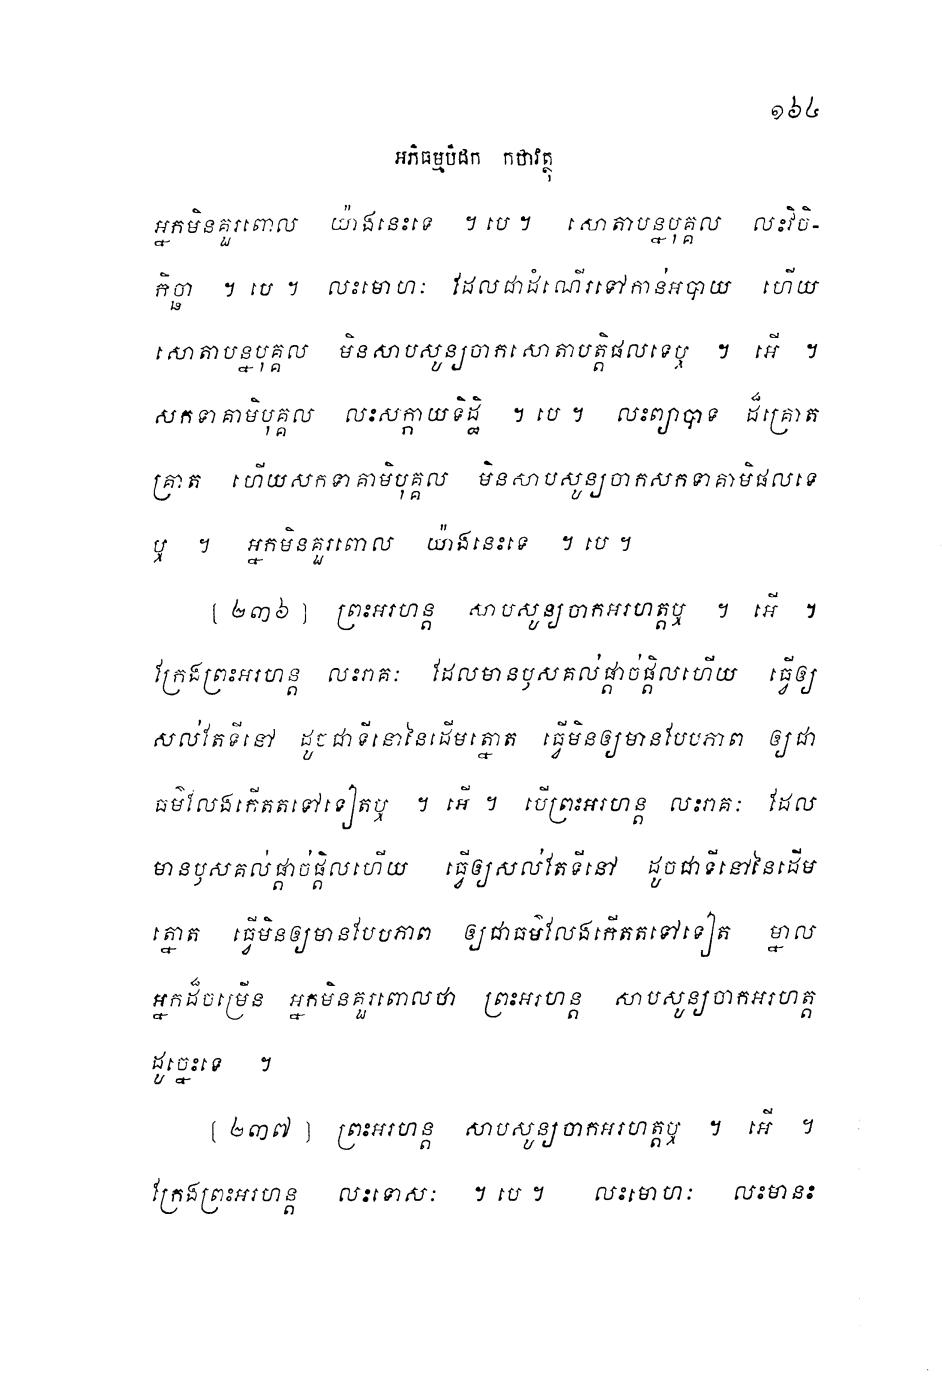 ១៦៤
អភិធម្មបិដក កថាវត្ថុ
អ្នកមិនគួរពោល យ៉ាងនេះទេ ។ បេ ។ សោតាបន្នបុគ្គល លះវិចិ-
កិច្ឆា ។ បេ ។ លះមោហៈ ដែលជាដំណើរទៅកាន់អបាយ ហើយ
សោតាបន្នបុគ្គល មិនសាបសូន្យចាកសោតាបត្តិផលទេឬ ។ អើ ។
សកទាគាមិបុគ្គល លះសក្កាយទិដ្ឋិ ។ បេ ។ លះព្យាបាទ ដ៏គ្រោត
គ្រាត ហើយសកទាគាមិបុគ្គល មិនសាបសូន្យចាកសកទាគាមិផលទេ
ឬ ។ អ្នកមិនគួរពោល យ៉ាងនេះទេ ។ បេ ។
[ ២៣៦ ] ព្រះអរហន្ត សាបសូន្យចាកអរហត្តឬ ។ អើ ។
ក្រែងព្រះអរហន្ត លះរាគៈ ដែលមានឫសគល់ផ្តាច់ផ្តិលហើយ ធ្វើឲ្យ
សល់តែទីនៅ ដូចជាទីនៅនៃដើមត្នោត ធ្វើមិនឲ្យមានបែបភាព ឲ្យជា
ធម៌លែងកើតតទៅទៀតឬ ។ អើ ។ បើព្រះអរហន្ត លះរាគៈ ដែល
មានឫសគល់ផ្តាច់ផ្តិលហើយ ធ្វើឲ្យសល់តែទីនៅ ដូចជាទីនៅនៃដើម
ត្នោត ធ្វើមិនឲ្យមានបែបភាព ឲ្យជាធម៌លែងកើតតទៅទៀត ម្នាល
អ្នកដ៏ចម្រើន អ្នកមិនគួរពោលថា ព្រះអរហន្ត សាបសូន្យចាកអរហត្ត
ដូច្នេះទេ ។
[ ២៣៧ ] ព្រះអរហន្ត សាបសូន្យចាកអរហត្តឬ ។ អើ ។
ក្រែងព្រះអរហន្ត លះទោសៈ ។ បេ ។ លះមោហៈ លះមានះ